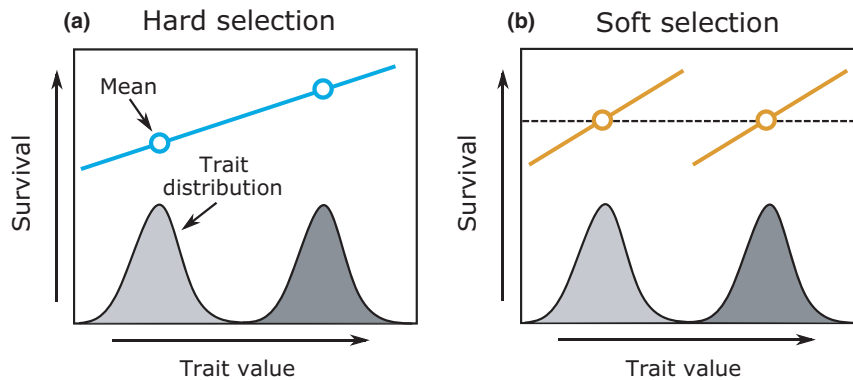 (a) Hard selection
Mean
Trait
distribution
Survival
Trait value
(b) Soft selection
Survival
Trait value